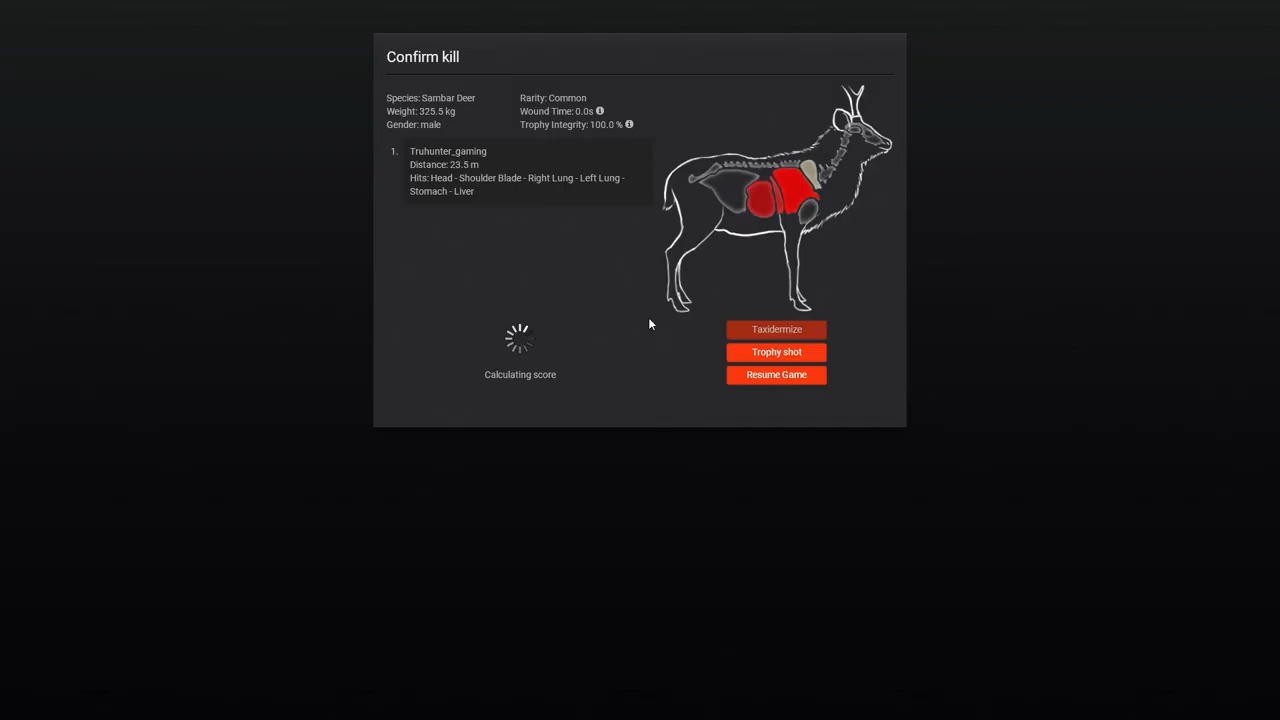 Confirm kill
Species: Sambar Deer
Weight: 325.5 kg
Gender: male
Rarity: Common
Wound Time: 0.0s
Trophy Integrity: 100.0 %
1.
Truhunter_gaming
Distance: 23.5 m
Hits: Head - Shoulder Blade - Right Lung - Left Lung -
Stomach - Liver
Calculating score
Taxidermize
Trophy shot
Resume Game